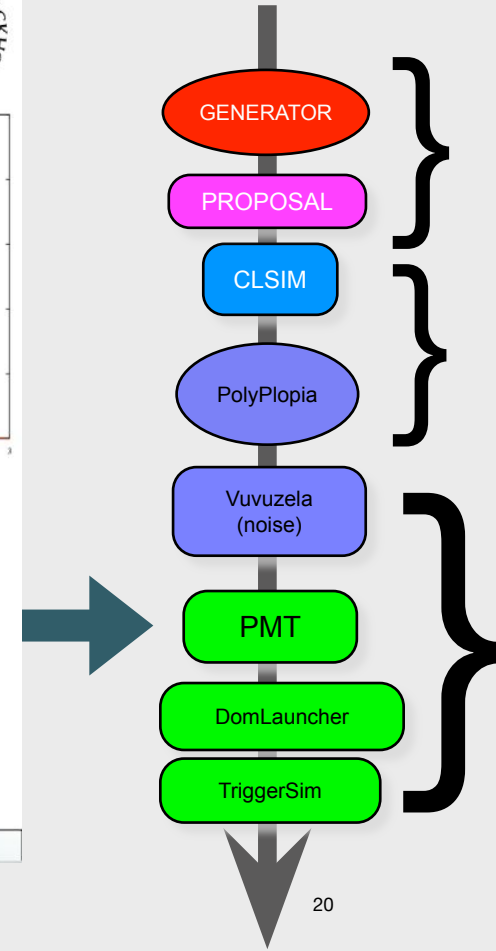 GENERATOR
PROPOSAL
CLSIM
PolyPlopia
Vuvuzela
(noise)
PMT
DomLauncher
TriggerSim
20